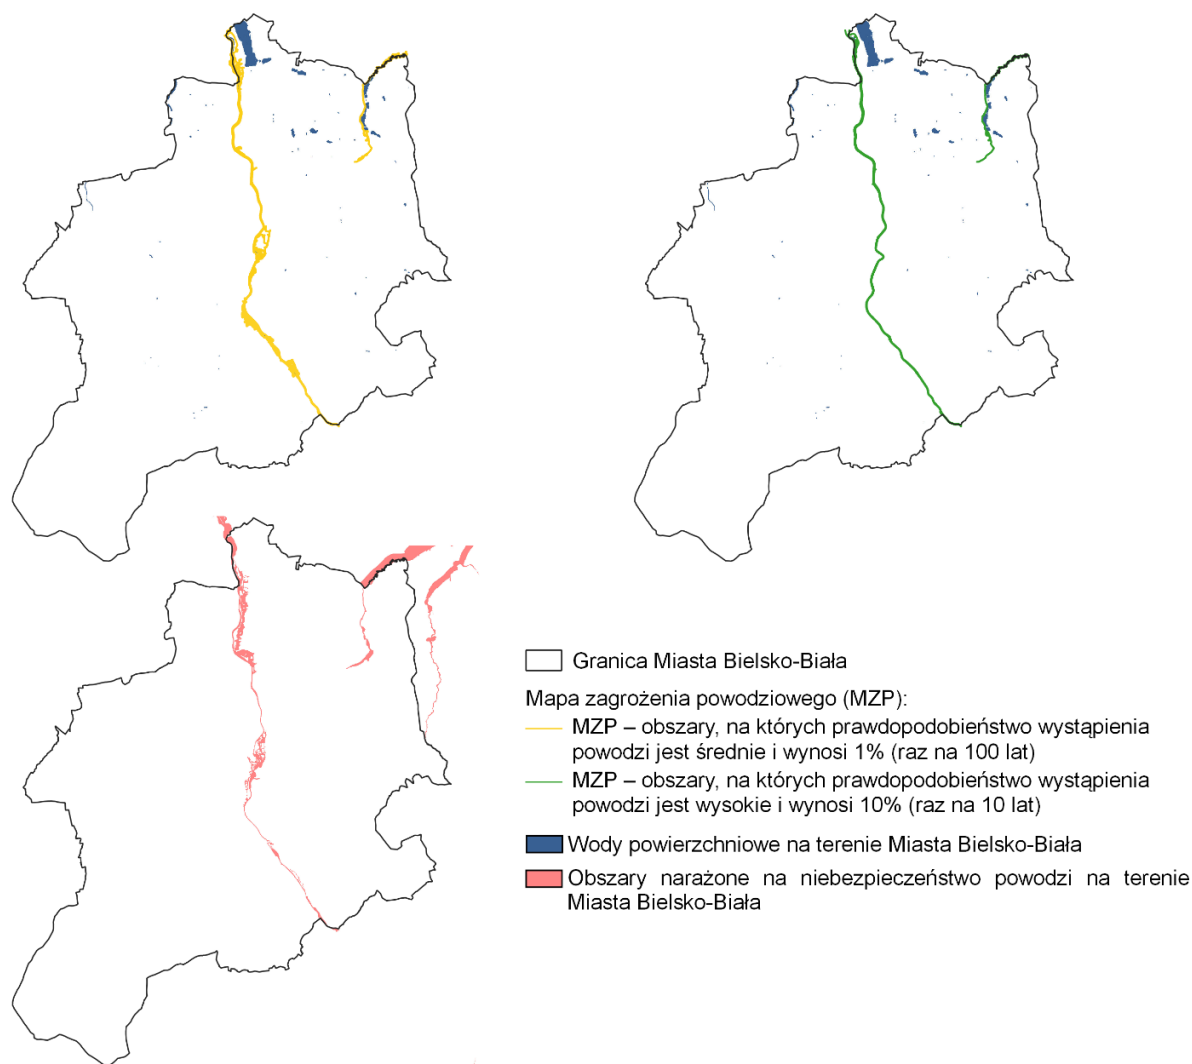 Granica Miasta Bielsko-Biała
Mapa zagrożenia powodziowego (MZP):
MZP – obszary, na których prawdopodobieństwo wystąpienia
powodzi jest średnie i wynosi 1% (raz na 100 lat)
MZP – obszary, na których prawdopodobieństwo wystąpienia
powodzi jest wysokie i wynosi 10% (raz na 10 lat)
Wody powierzchniowe na terenie Miasta Bielsko-Biała
Obszary narażone na niebezpieczeństwo powodzi na terenie
Miasta Bielsko-Biała